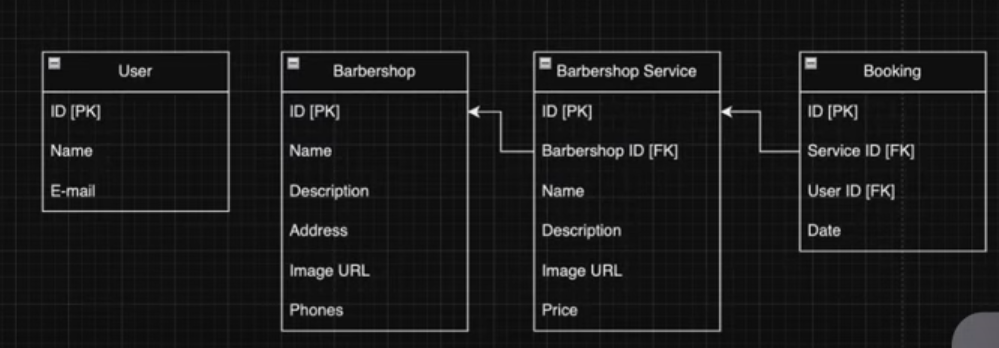 User
ID [PK]
Name
E-mail
Barbershop
ID [PK]
Name
Description
Address
Image URL
Phones
Barbershop Service
ID [PK]
Barbershop ID [FK]
Name
Description
Image URL
Price
Booking
ID [PK]
Service ID [FK]
User ID [FK]
Date